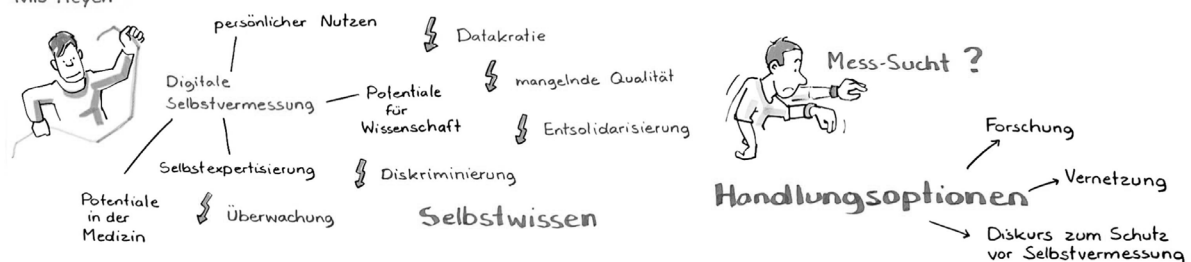 persönlicher Nutzen
Digitale
Selbstvermessung
Potentiale
für
Wissenschaft
Selbstexpertisierung
Potentiale
in der
Medizin
Datakratie
mangelnde Qualität
Entsolidarisierung
Diskriminierung
Überwachung
Selbstwissen
Mess-Sucht ?
Handlungsoptionen
Forschung
Vernetzung
Diskurs zum Schutz
vor Selbstvermessung